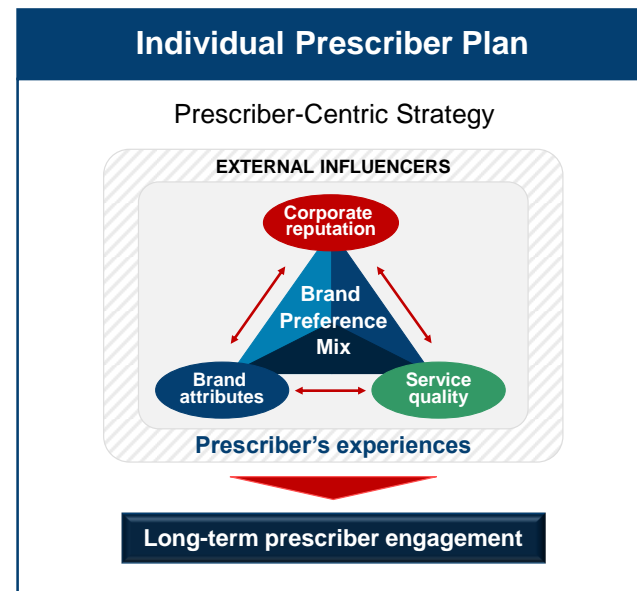 Individual Prescriber Plan
Prescriber-Centric Strategy
EXTERNAL INFLUENCERS
Corporate
reputation
Brand
Preference
Mix
Brand
attributes
Service
quality
Prescriber’s experiences
Long-term prescriber engagement